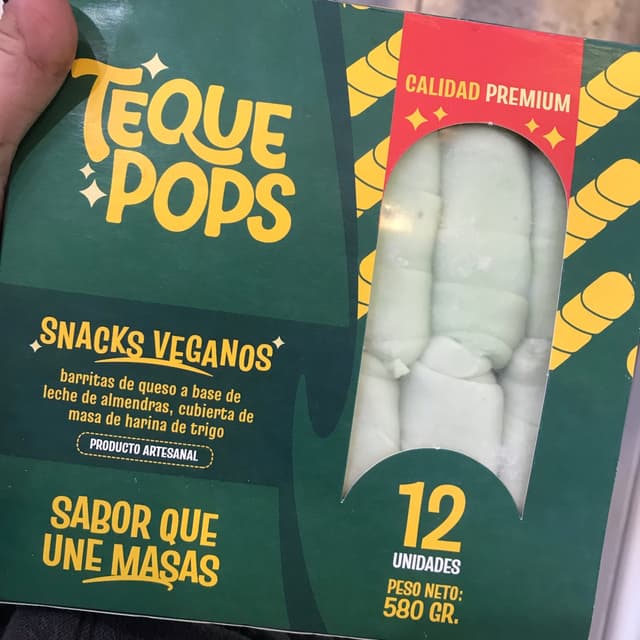 TEQUE
POPS
CALIDAD PREMIUM
SNACKS VEGANOS
barritas de queso a base de
leche de almendras, cubierta de
masa de harina de trigo
PRODUCTO ARTESANAL
SABOR QUE
UNE MASAS
12
UNIDADES
PESO NETO:
580 GR.